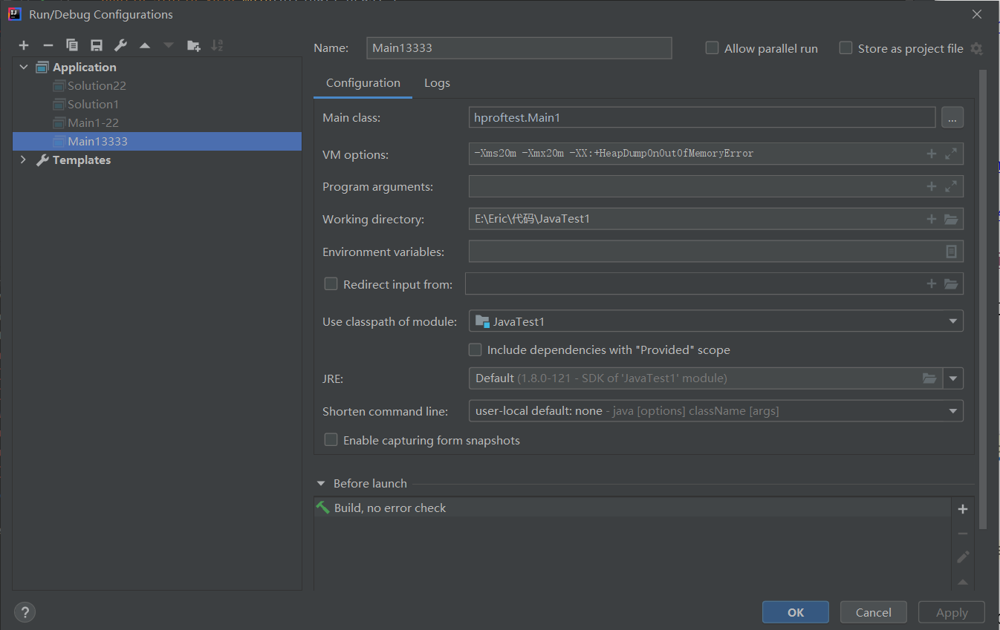 Run/Debug Configurations
Name: Main13333 Allow parallel run Store as project file
Application
Solution22
Solution1
Main1-22
Main13333
Templates
Configuration Logs
Main class: hproftest.Main1 ...
VM options: -Xms20m -Xmx20m -XX:+HeapDumpOnOutOfMemoryError
Program arguments:
Working directory: E:\Eric\代码\JavaTest1
Environment variables:
Redirect input from:
Use classpath of module: JavaTest1
Include dependencies with "Provided" scope
JRE: Default (1.8.0-121 - SDK of 'JavaTest1' module)
Shorten command line: user-local default: none - java [options] className [args]
Enable capturing form snapshots
Before launch
Build, no error check
? OK Cancel Apply